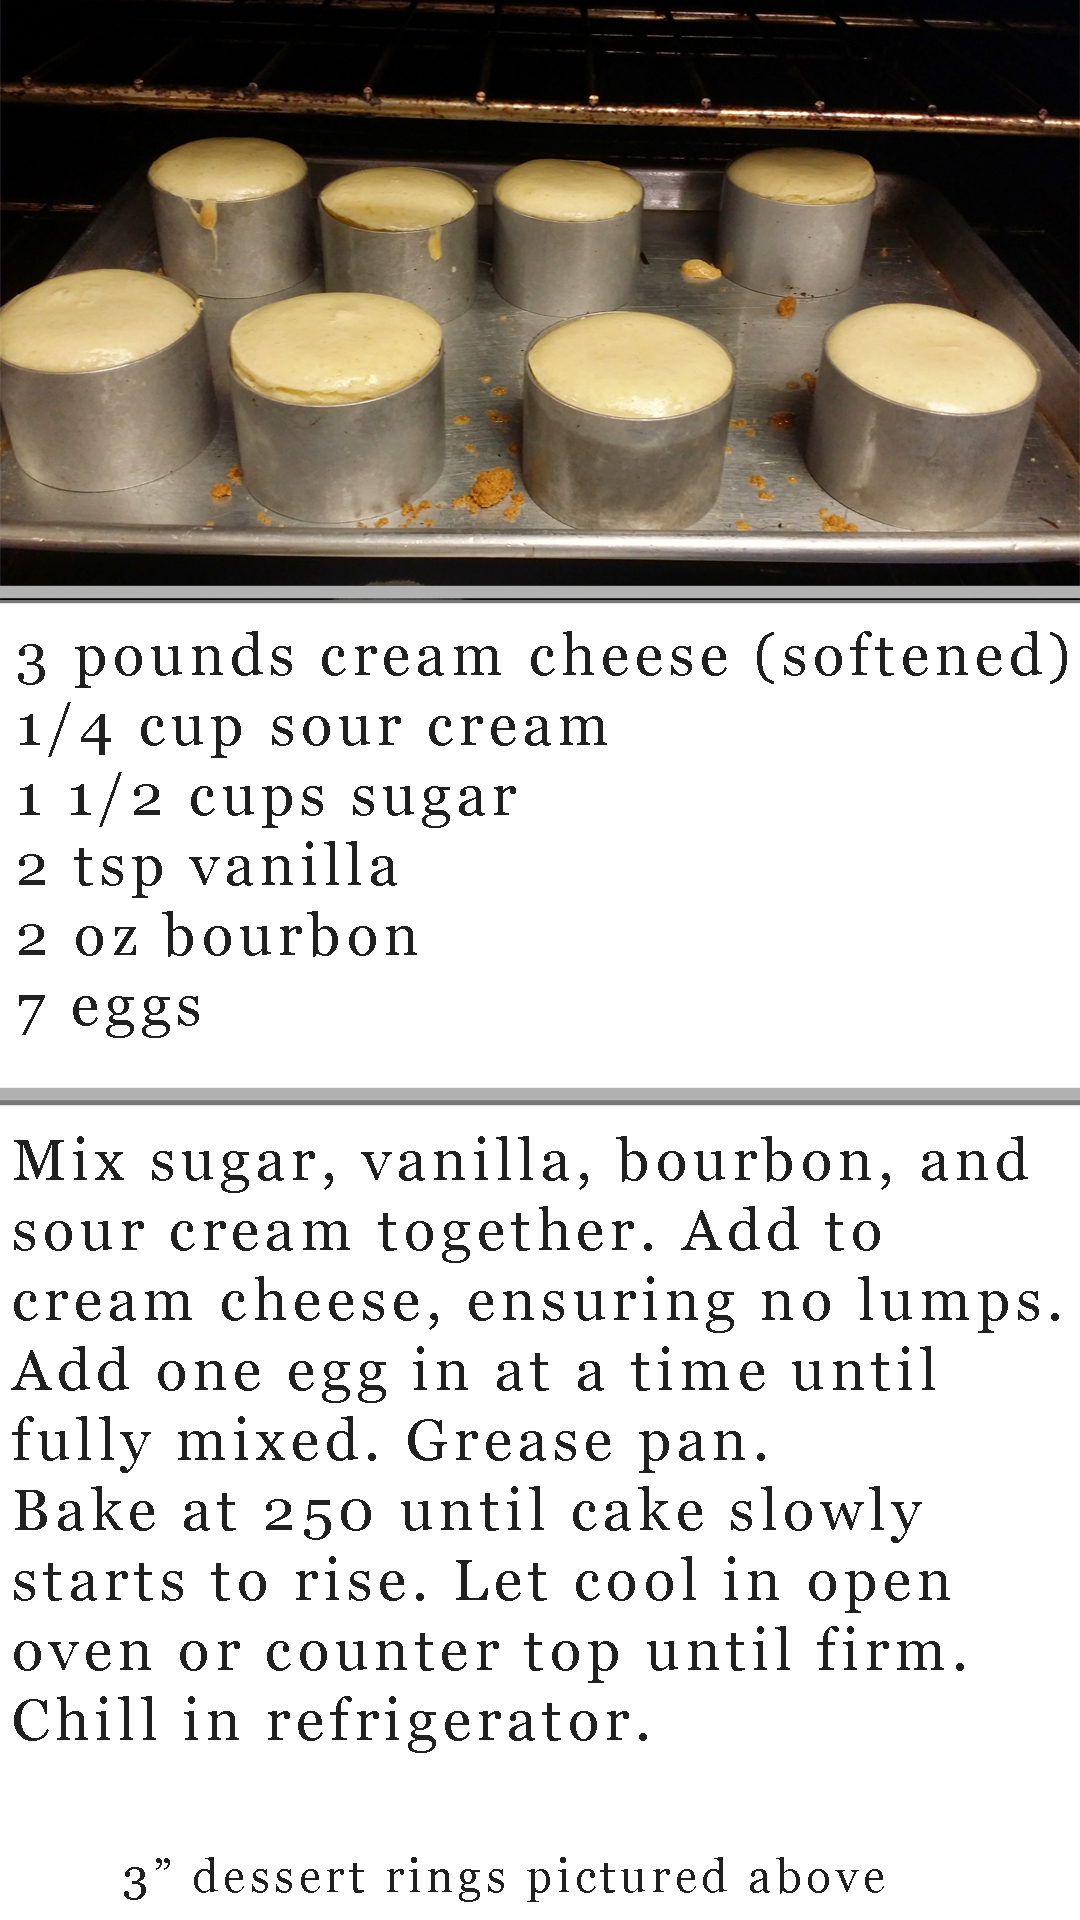 3 pounds cream cheese (softened)
1/4 cup sour cream
1 1/2 cups sugar
2 tsp vanilla
2 oz bourbon
7 eggs
Mix sugar, vanilla, bourbon, and
sour cream together. Add to
cream cheese, ensuring no lumps.
Add one egg in at a time until
fully mixed. Grease pan.
Bake at 250 until cake slowly
starts to rise. Let cool in open
oven or counter top until firm.
Chill in refrigerator.
3” dessert rings pictured above